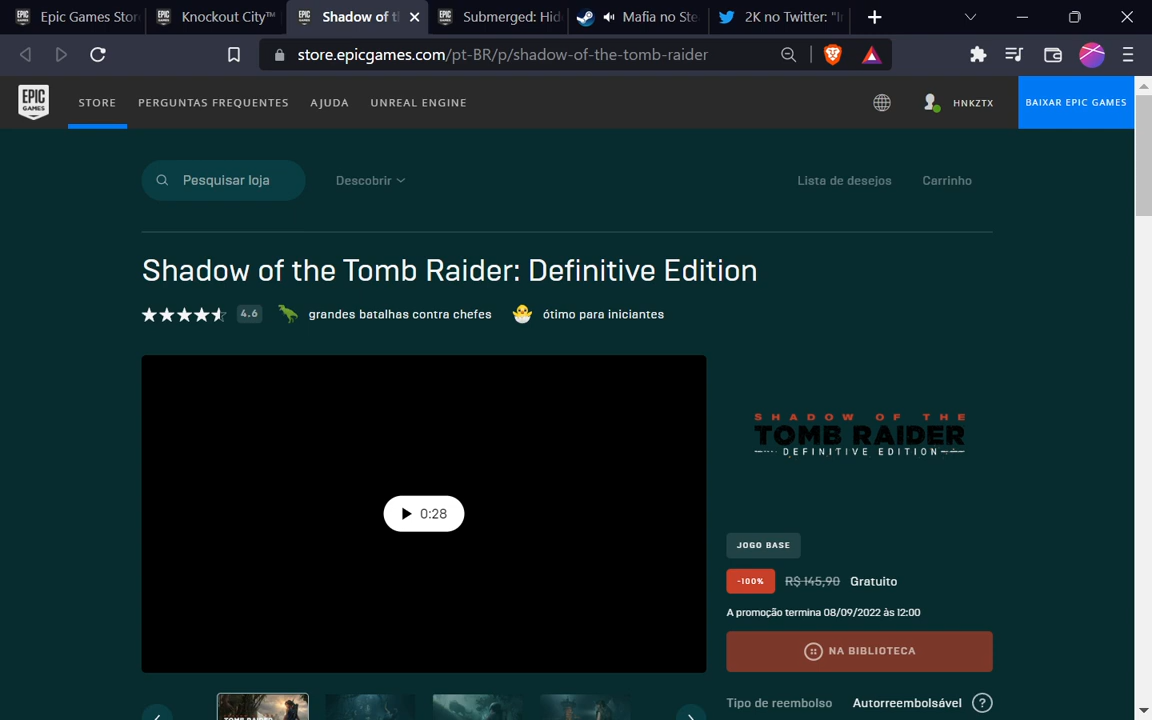 Epic Games Stor
Knockout City™
Shadow of t
Submerged: Hid
Mafia no Ste
2K no Twitter: "I
store.epicgames.com/pt-BR/p/shadow-of-the-tomb-raider
EPIC
GAMES
STORE
PERGUNTAS FREQUENTES
AJUDA
UNREAL ENGINE
HNKZTX
BAIXAR EPIC GAMES
Pesquisar loja
Descobrir
Lista de desejos
Carrinho
Shadow of the Tomb Raider: Definitive Edition
4.6
grandes batalhas contra chefes
ótimo para iniciantes
0:28
SHADOW OF THE
TOMB RAIDER
DEFINITIVE EDITION
JOGO BASE
-100%
R$ 145,90
Gratuito
A promoção termina 08/09/2022 às 12:00
NA BIBLIOTECA
TOMB RAIDER
Tipo de reembolso
Autorreembolsável
?